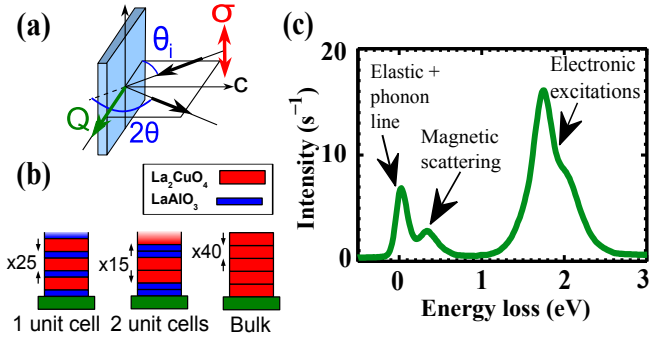 (a)
σ
θi
c
Q
2θ
(b)
La2CuO4
LaAlO3
x25
x15
x40
1 unit cell
2 unit cells
Bulk
(c)
20
10
0
Intensity (s⁻¹)
Elastic +
phonon
line
Magnetic
scattering
Electronic
excitations
0
1
2
3
Energy loss (eV)